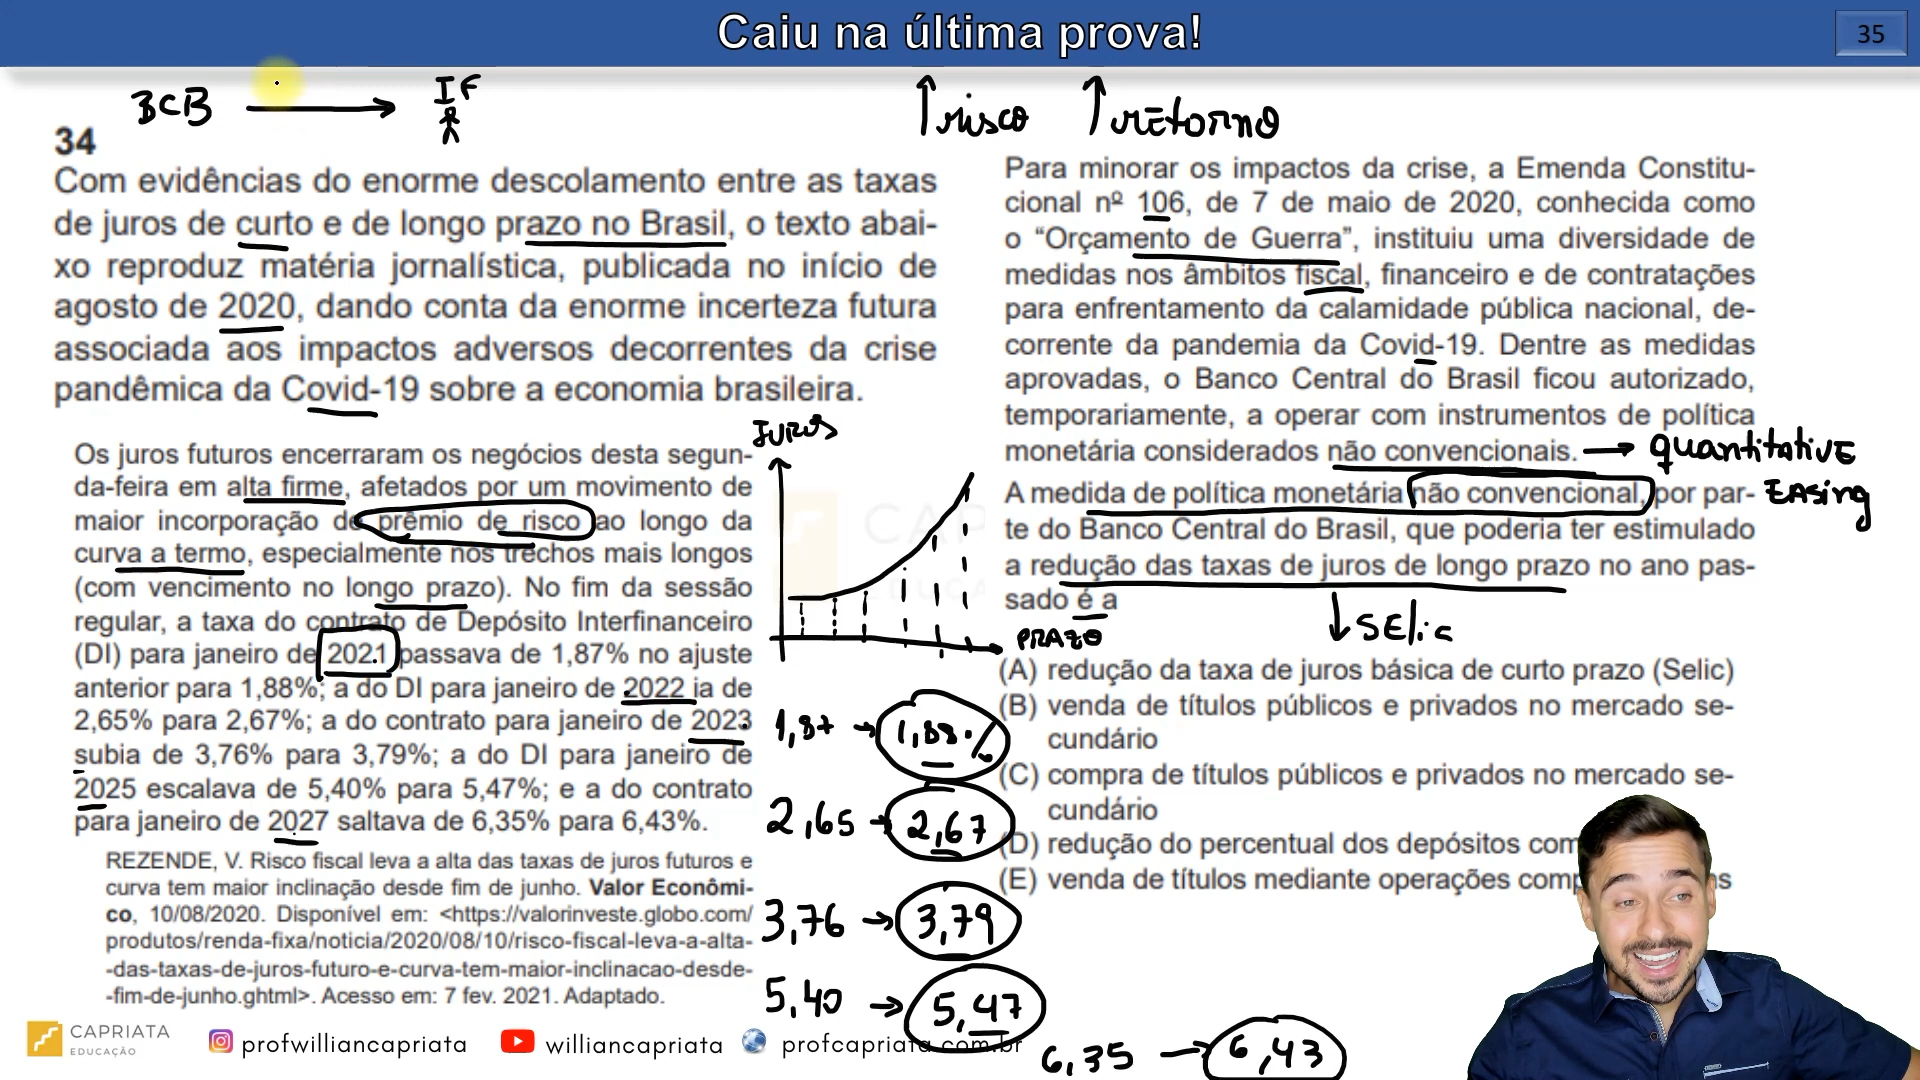 Caiu na última prova!
35
BCB → IF
↑risco ↑rEtorno
34
Com evidências do enorme descolamento entre as taxas
de juros de curto e de longo prazo no Brasil, o texto abai-
xo reproduz matéria jornalística, publicada no início de
agosto de 2020, dando conta da enorme incerteza futura
associada aos impactos adversos decorrentes da crise
pandêmica da Covid-19 sobre a economia brasileira.
Os juros futuros encerraram os negócios desta segun-
da-feira em alta firme, afetados por um movimento de
maior incorporação de prêmio de risco ao longo da
curva a termo, especialmente nos trechos mais longos
(com vencimento no longo prazo). No fim da sessão
regular, a taxa do contrato de Depósito Interfinanceiro
(DI) para janeiro de 2021 passava de 1,87% no ajuste
anterior para 1,88%; a do DI para janeiro de 2022 ia de
2,65% para 2,67%; a do contrato para janeiro de 2023
subia de 3,76% para 3,79%; a do DI para janeiro de
2025 escalava de 5,40% para 5,47%; e a do contrato
para janeiro de 2027 saltava de 6,35% para 6,43%.
REZENDE, V. Risco fiscal leva a alta das taxas de juros futuros e
curva tem maior inclinação desde fim de junho. Valor Econômi-
co, 10/08/2020. Disponível em: <https://valorinveste.globo.com/
produtos/renda-fixa/noticia/2020/08/10/risco-fiscal-leva-a-alta-
-das-taxas-de-juros-futuro-e-curva-tem-maior-inclinacao-desde-
-fim-de-junho.ghtml>. Acesso em: 7 fev. 2021. Adaptado.
JUROS
PRAZO
1,87 → 1,88%
2,65 → 2,67
3,76 → 3,79
5,40 → 5,47
6,35 → 6,43
Para minorar os impactos da crise, a Emenda Constitu-
cional nº 106, de 7 de maio de 2020, conhecida como
o “Orçamento de Guerra”, instituiu uma diversidade de
medidas nos âmbitos fiscal, financeiro e de contratações
para enfrentamento da calamidade pública nacional, de-
corrente da pandemia da Covid-19. Dentre as medidas
aprovadas, o Banco Central do Brasil ficou autorizado,
temporariamente, a operar com instrumentos de política
monetária considerados não convencionais. → quantitativE
EAsing
A medida de política monetária não convencional, por par-
te do Banco Central do Brasil, que poderia ter estimulado
a redução das taxas de juros de longo prazo no ano pas-
sado é a
↓SElic
(A) redução da taxa de juros básica de curto prazo (Selic)
(B) venda de títulos públicos e privados no mercado se-
cundário
(C) compra de títulos públicos e privados no mercado se-
cundário
(D) redução do percentual dos depósitos com
(E) venda de títulos mediante operações comp
CAPRIATA
EDUCAÇÃO
profwilliancapriata
williancapriata
profcapriata.com.br